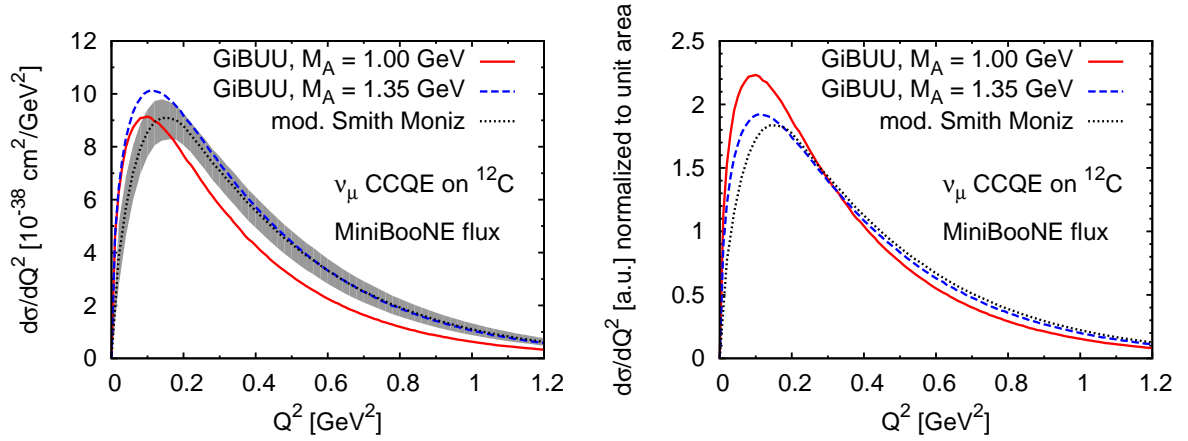 dσ/dQ² [10⁻³⁸ cm²/GeV²]
12
10
8
6
4
2
0
GiBUU, M_A = 1.00 GeV
GiBUU, M_A = 1.35 GeV
mod. Smith Moniz
ν_μ CCQE on ¹²C
MiniBooNE flux
0 0.2 0.4 0.6 0.8 1 1.2
Q² [GeV²]
dσ/dQ² [a.u.] normalized to unit area
2.5
2
1.5
1
0.5
0
GiBUU, M_A = 1.00 GeV
GiBUU, M_A = 1.35 GeV
mod. Smith Moniz
ν_μ CCQE on ¹²C
MiniBooNE flux
0 0.2 0.4 0.6 0.8 1 1.2
Q² [GeV²]